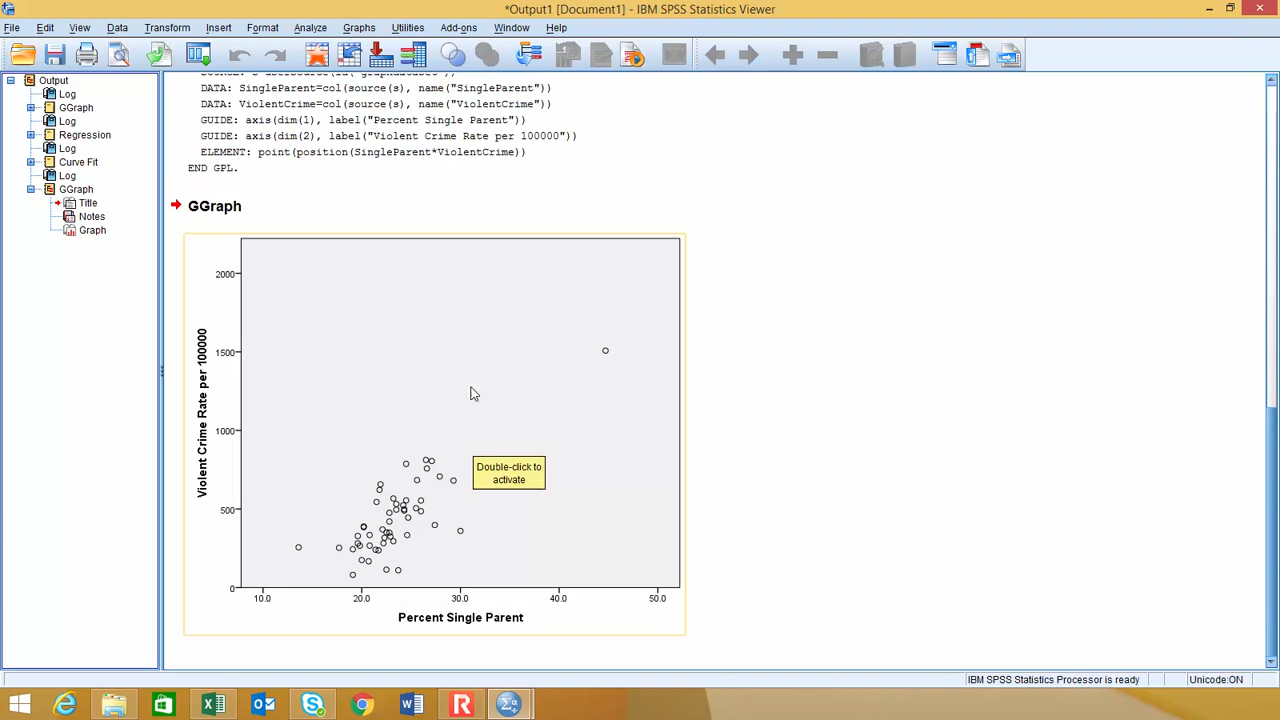 *Output1 [Document1] - IBM SPSS Statistics Viewer
File Edit View Data Transform Insert Format Analyze Graphs Utilities Add-ons Window Help
Output
Log
GGraph
Log
Regression
Log
Curve Fit
Log
GGraph
Title
Notes
Graph
DATA: SingleParent=col(source(s), name("SingleParent"))
DATA: ViolentCrime=col(source(s), name("ViolentCrime"))
GUIDE: axis(dim(1), label("Percent Single Parent"))
GUIDE: axis(dim(2), label("Violent Crime Rate per 100000"))
ELEMENT: point(position(SingleParent*ViolentCrime))
END GPL.
GGraph
2000
1500
1000
500
0
Violent Crime Rate per 100000
Double-click to
activate
10.0 20.0 30.0 40.0 50.0
Percent Single Parent
IBM SPSS Statistics Processor is ready Unicode:ON